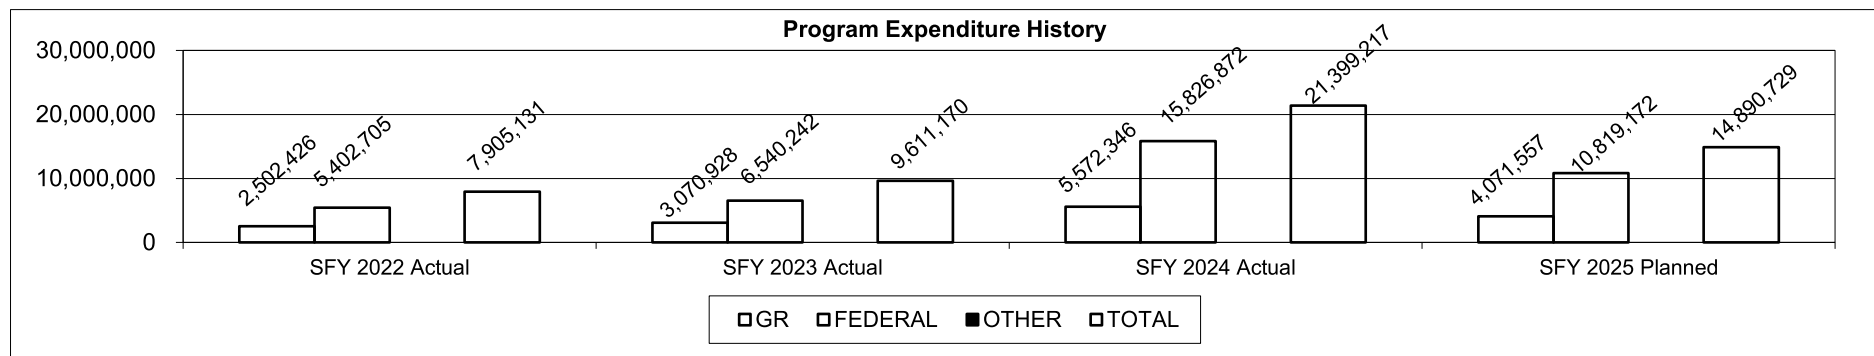 Program Expenditure History
30,000,000
20,000,000
10,000,000
0
2,502,426
5,402,705
7,905,131
3,070,928
6,540,242
9,611,170
5,572,346
15,826,872
21,399,217
4,071,557
10,819,172
14,890,729
SFY 2022 Actual
SFY 2023 Actual
SFY 2024 Actual
SFY 2025 Planned
GR FEDERAL OTHER TOTAL